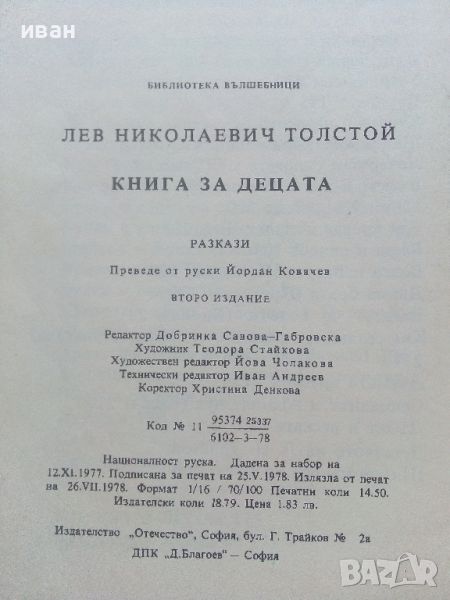 иван
БИБЛИОТЕКА ВЪЛШЕБНИЦИ
ЛЕВ НИКОЛАЕВИЧ ТОЛСТОЙ
КНИГА ЗА ДЕЦАТА
РАЗКАЗИ
Преведе от руски Йордан Ковачев
ВТОРО ИЗДАНИЕ
Редактор Добринка Савова—Габровска
Художник Теодора Стайкова
Художествен редактор Йова Чолакова
Технически редактор Иван Андреев
Коректор Христина Денкова
Код № 11 95374 25337
6102—3—78
Националност руска. Дадена за набор на
12.XI.1977. Подписана за печат на 25.V.1978. Излязла от печат
на 26.VII.1978. Формат 1/16 / 70/100 Печатни коли 14.50.
Издателски коли 18.79. Цена 1.83 лв.
Издателство „Отечество“, София, бул. Г. Трайков № 2а
ДПК „Д.Благоев“— София
BAZAR